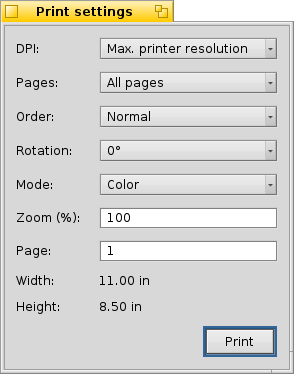 Print settings
DPI: Max. printer resolution
Pages: All pages
Order: Normal
Rotation: 0°
Mode: Color
Zoom (%): 100
Page: 1
Width: 11.00 in
Height: 8.50 in
Print